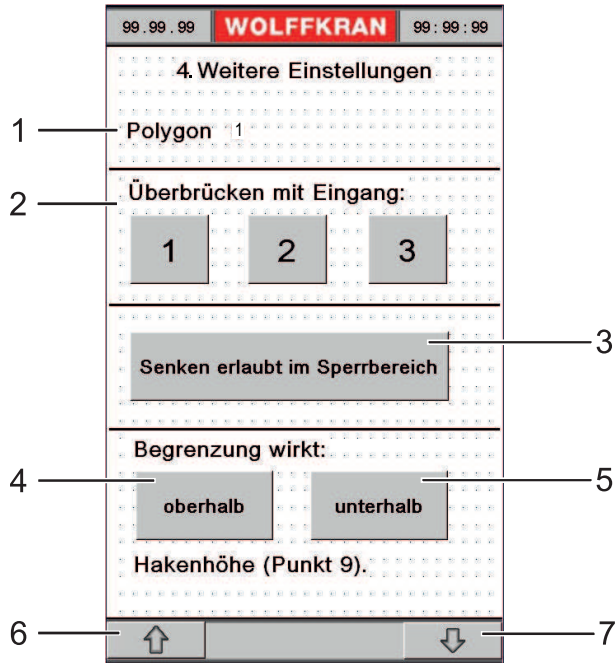 99.99.99 WOLFFKRAN 99:99:99
4. Weitere Einstellungen
1 Polygon 1
2 Überbrücken mit Eingang:
1 2 3
3
Senken erlaubt im Sperrbereich
Begrenzung wirkt:
4 5
oberhalb unterhalb
Hakenhöhe (Punkt 9).
6 7